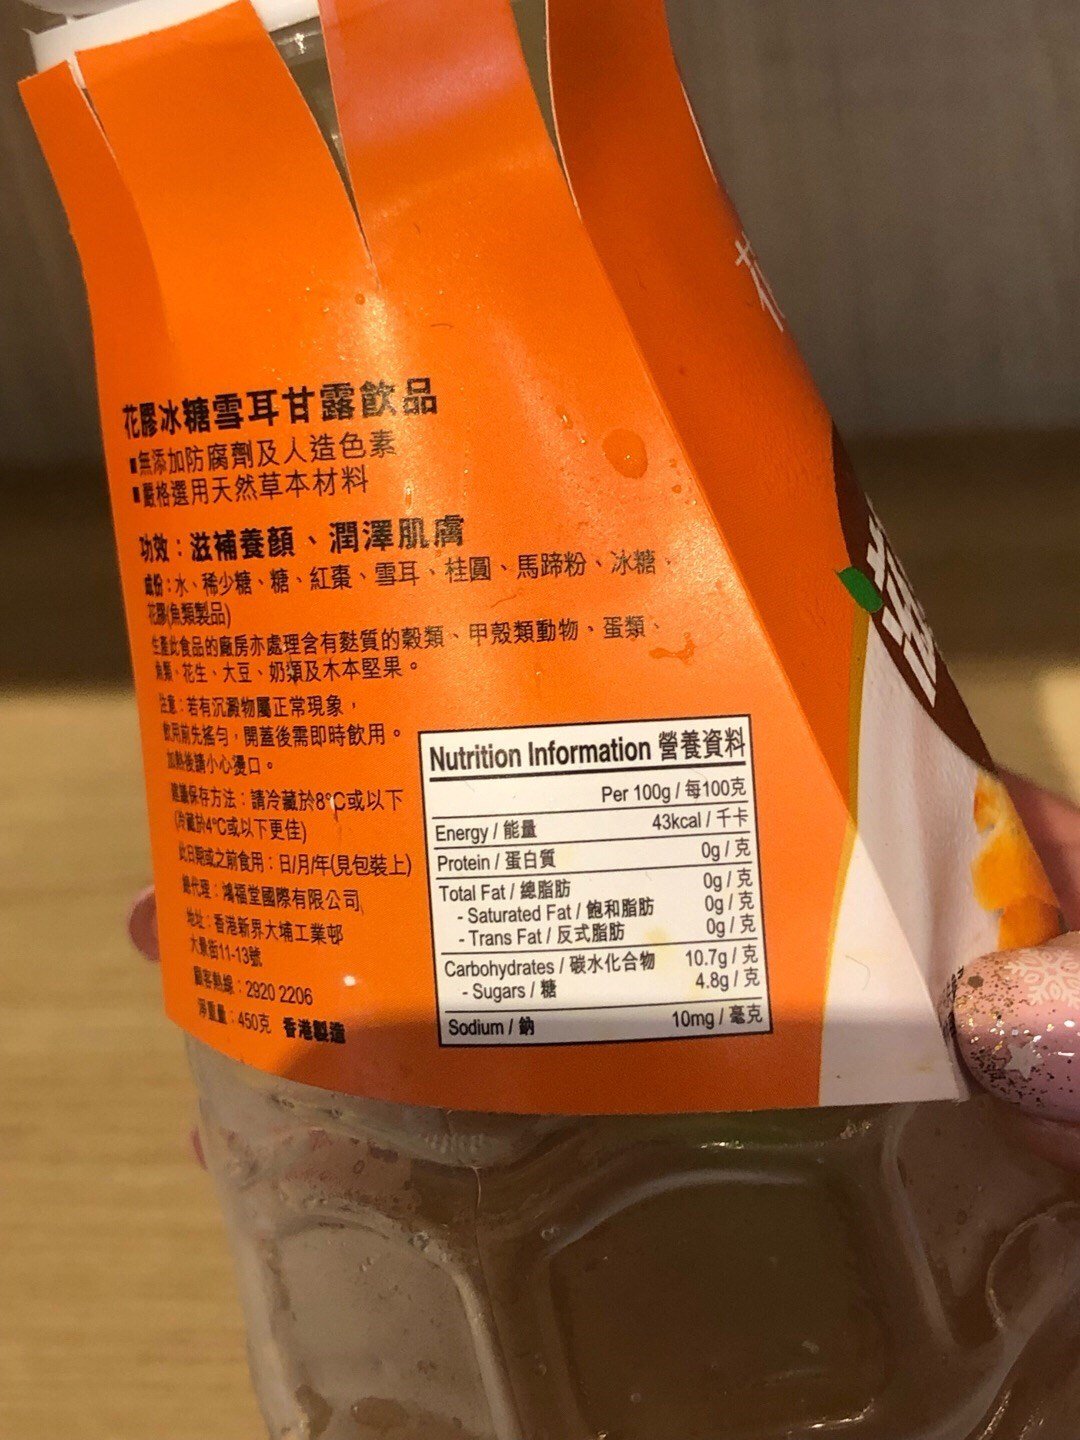 花膠冰糖雪耳甘露飲品
■無添加防腐劑及人造色素
■嚴格選用天然草本材料
功效：滋補養顏、潤澤肌膚
成份：水、稀少糖、糖、紅棗、雪耳、桂圓、馬蹄粉、冰糖、
花膠(魚類製品)
生產此食品的廠房亦處理含有麩質的穀類、甲殼類動物、蛋類、
魚類、花生、大豆、奶類及木本堅果。
注意：若有沉澱物屬正常現象，
飲用前先搖勻，開蓋後需即時飲用。
加熱後請小心燙口。
建議保存方法：請冷藏於8°C或以下
(冷藏於4°C或以下更佳)
此日期或之前食用：日/月/年(見包裝上)
總代理：鴻福堂國際有限公司
地址：香港新界大埔工業邨
大景街11-13號
顧客熱線：2920 2206
淨重量：450克 香港製造
Nutrition Information 營養資料
Per 100g / 每100克
Energy / 能量 43kcal / 千卡
Protein / 蛋白質 0g / 克
Total Fat / 總脂肪 0g / 克
- Saturated Fat / 飽和脂肪 0g / 克
- Trans Fat / 反式脂肪 0g / 克
Carbohydrates / 碳水化合物 10.7g / 克
- Sugars / 糖 4.8g / 克
Sodium / 鈉 10mg / 毫克